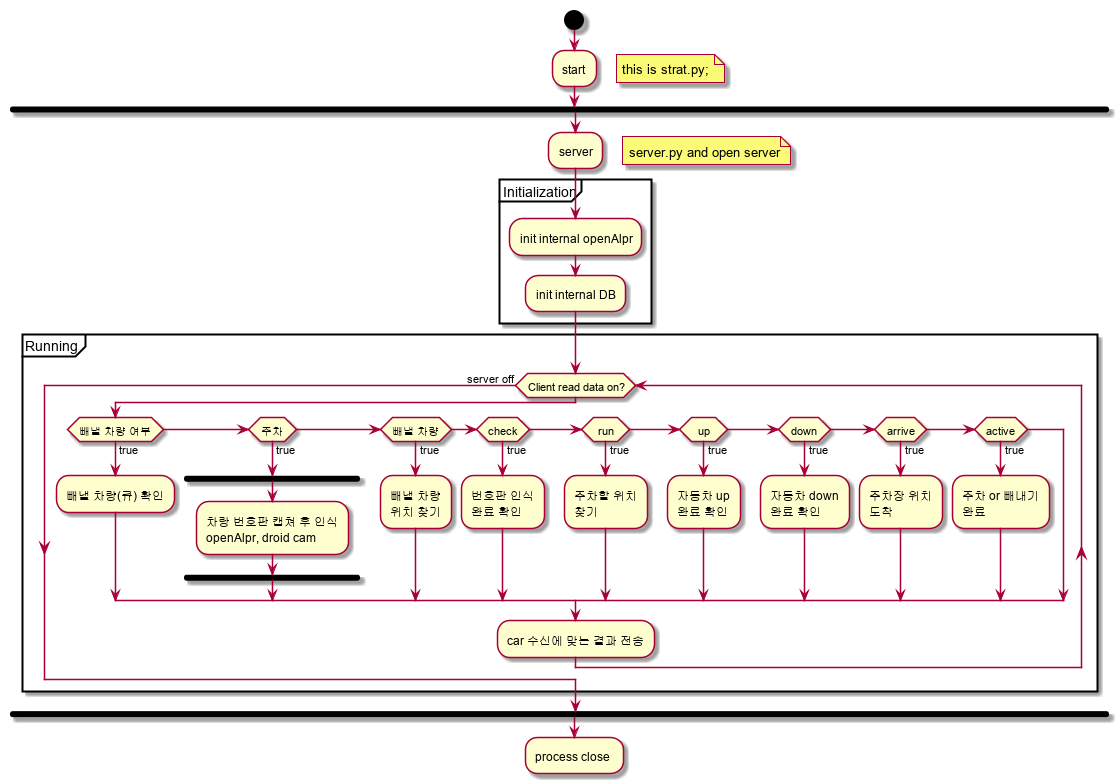 start
this is strat.py;
server
server.py and open server
Initialization
init internal openAlpr
init internal DB
Running
server off
Client read data on?
빼낼 차량 여부
주차
빼낼 차량
check
run
up
down
arrive
active
true
true
true
true
true
true
true
true
true
빼낼 차량(큐) 확인
차량 번호판 캡쳐 후 인식
openAlpr, droid cam
빼낼 차량
위치 찾기
번호판 인식
완료 확인
주차할 위치
찾기
자동차 up
완료 확인
자동차 down
완료 확인
주차장 위치
도착
주차 or 빼내기
완료
car 수신에 맞는 결과 전송
process close